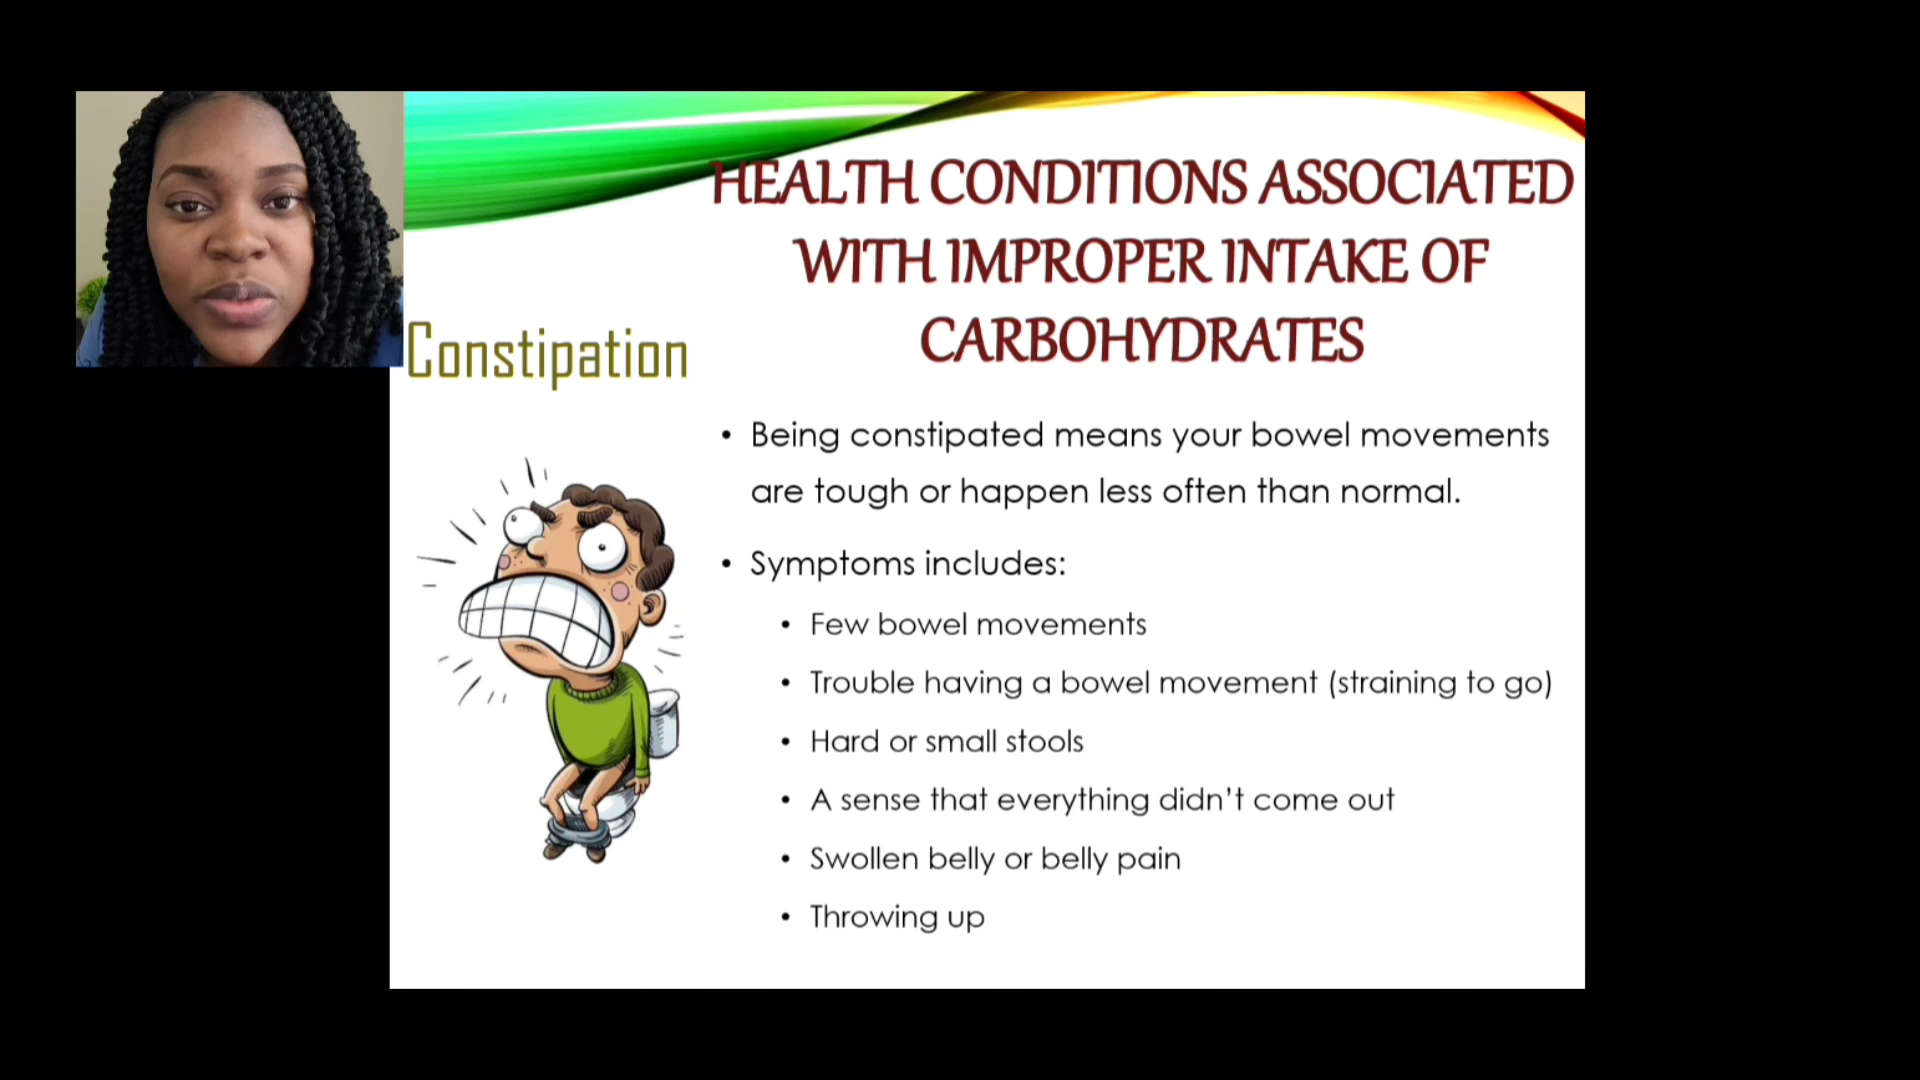 HEALTH CONDITIONS ASSOCIATED
WITH IMPROPER INTAKE OF
CARBOHYDRATES
Constipation
• Being constipated means your bowel movements
are tough or happen less often than normal.
• Symptoms includes:
• Few bowel movements
• Trouble having a bowel movement (straining to go)
• Hard or small stools
• A sense that everything didn't come out
• Swollen belly or belly pain
• Throwing up